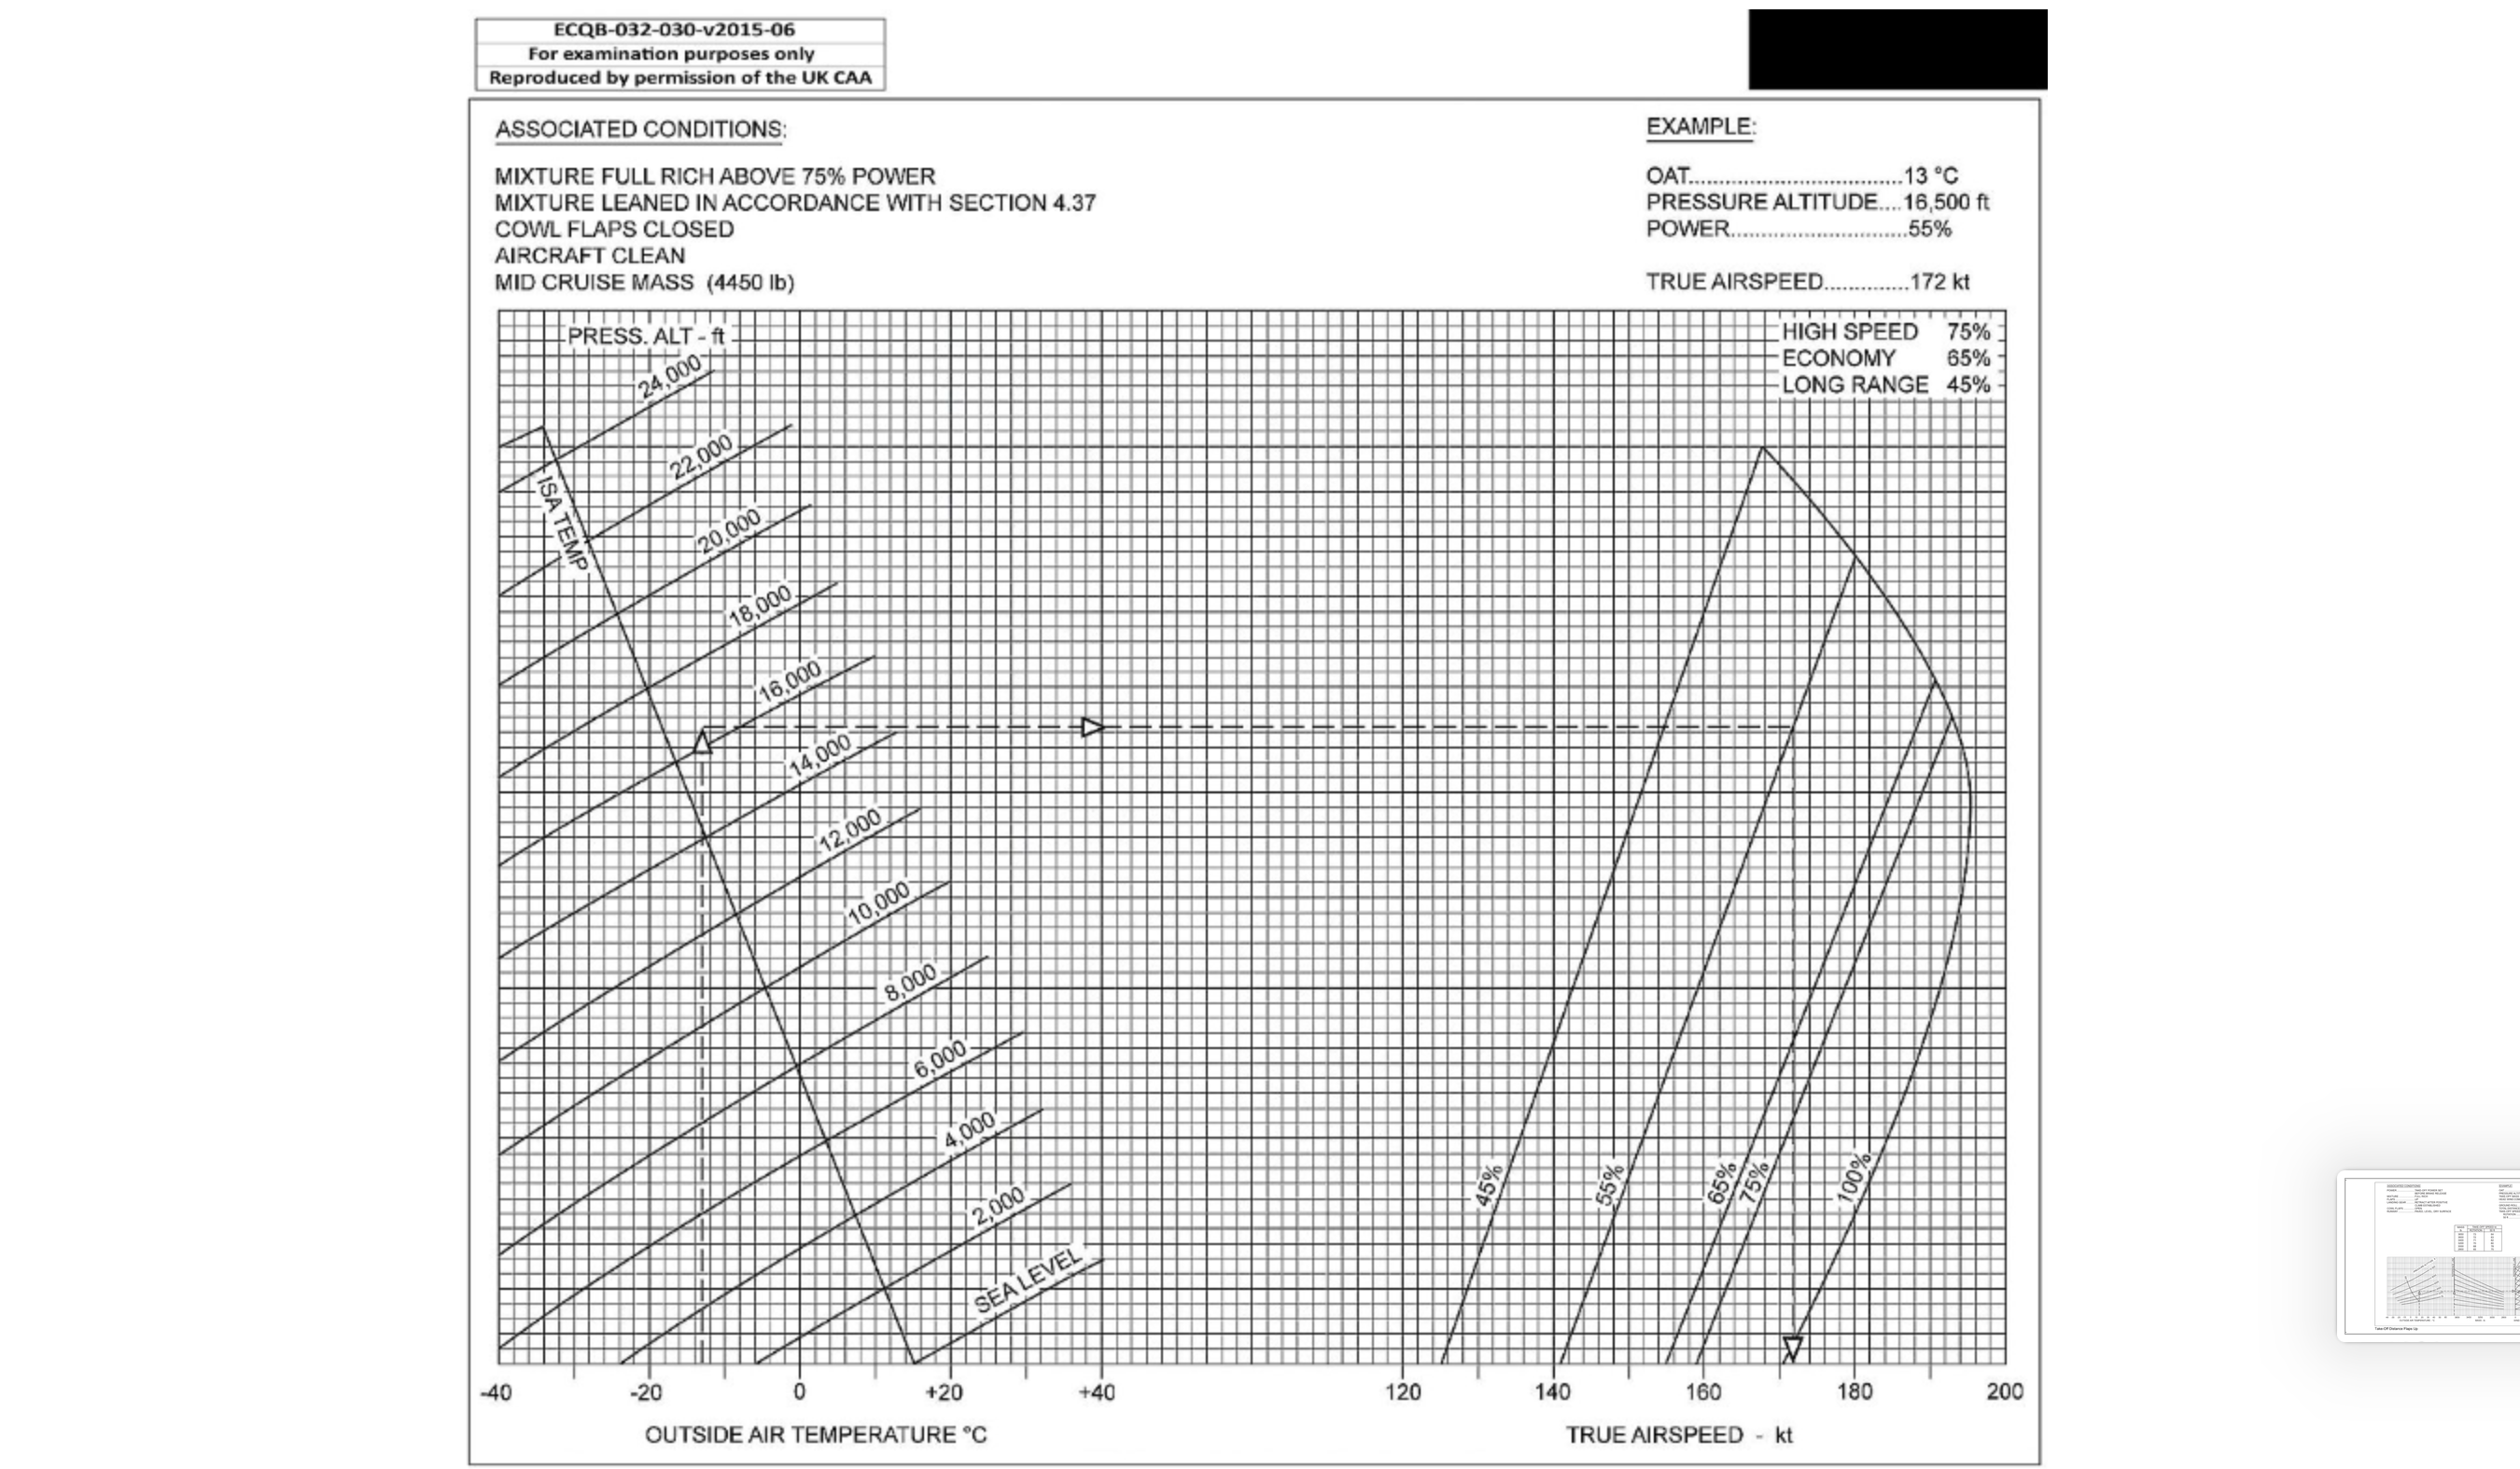 ECQB-032-030-v2015-06
For examination purposes only
Reproduced by permission of the UK CAA
ASSOCIATED CONDITIONS:
MIXTURE FULL RICH ABOVE 75% POWER
MIXTURE LEANED IN ACCORDANCE WITH SECTION 4.37
COWL FLAPS CLOSED
AIRCRAFT CLEAN
MID CRUISE MASS (4450 lb)
EXAMPLE:
OAT....................................13 °C
PRESSURE ALTITUDE....16,500 ft
POWER..............................55%
TRUE AIRSPEED..............172 kt
PRESS. ALT - ft
HIGH SPEED 75%
ECONOMY 65%
LONG RANGE 45%
24,000
22,000
ISA TEMP
20,000
18,000
16,000
14,000
12,000
10,000
8,000
6,000
4,000
2,000
SEA LEVEL
45%
55%
65%
75%
100%
-40 -20 0 +20 +40 120 140 160 180 200
OUTSIDE AIR TEMPERATURE °C
TRUE AIRSPEED - kt